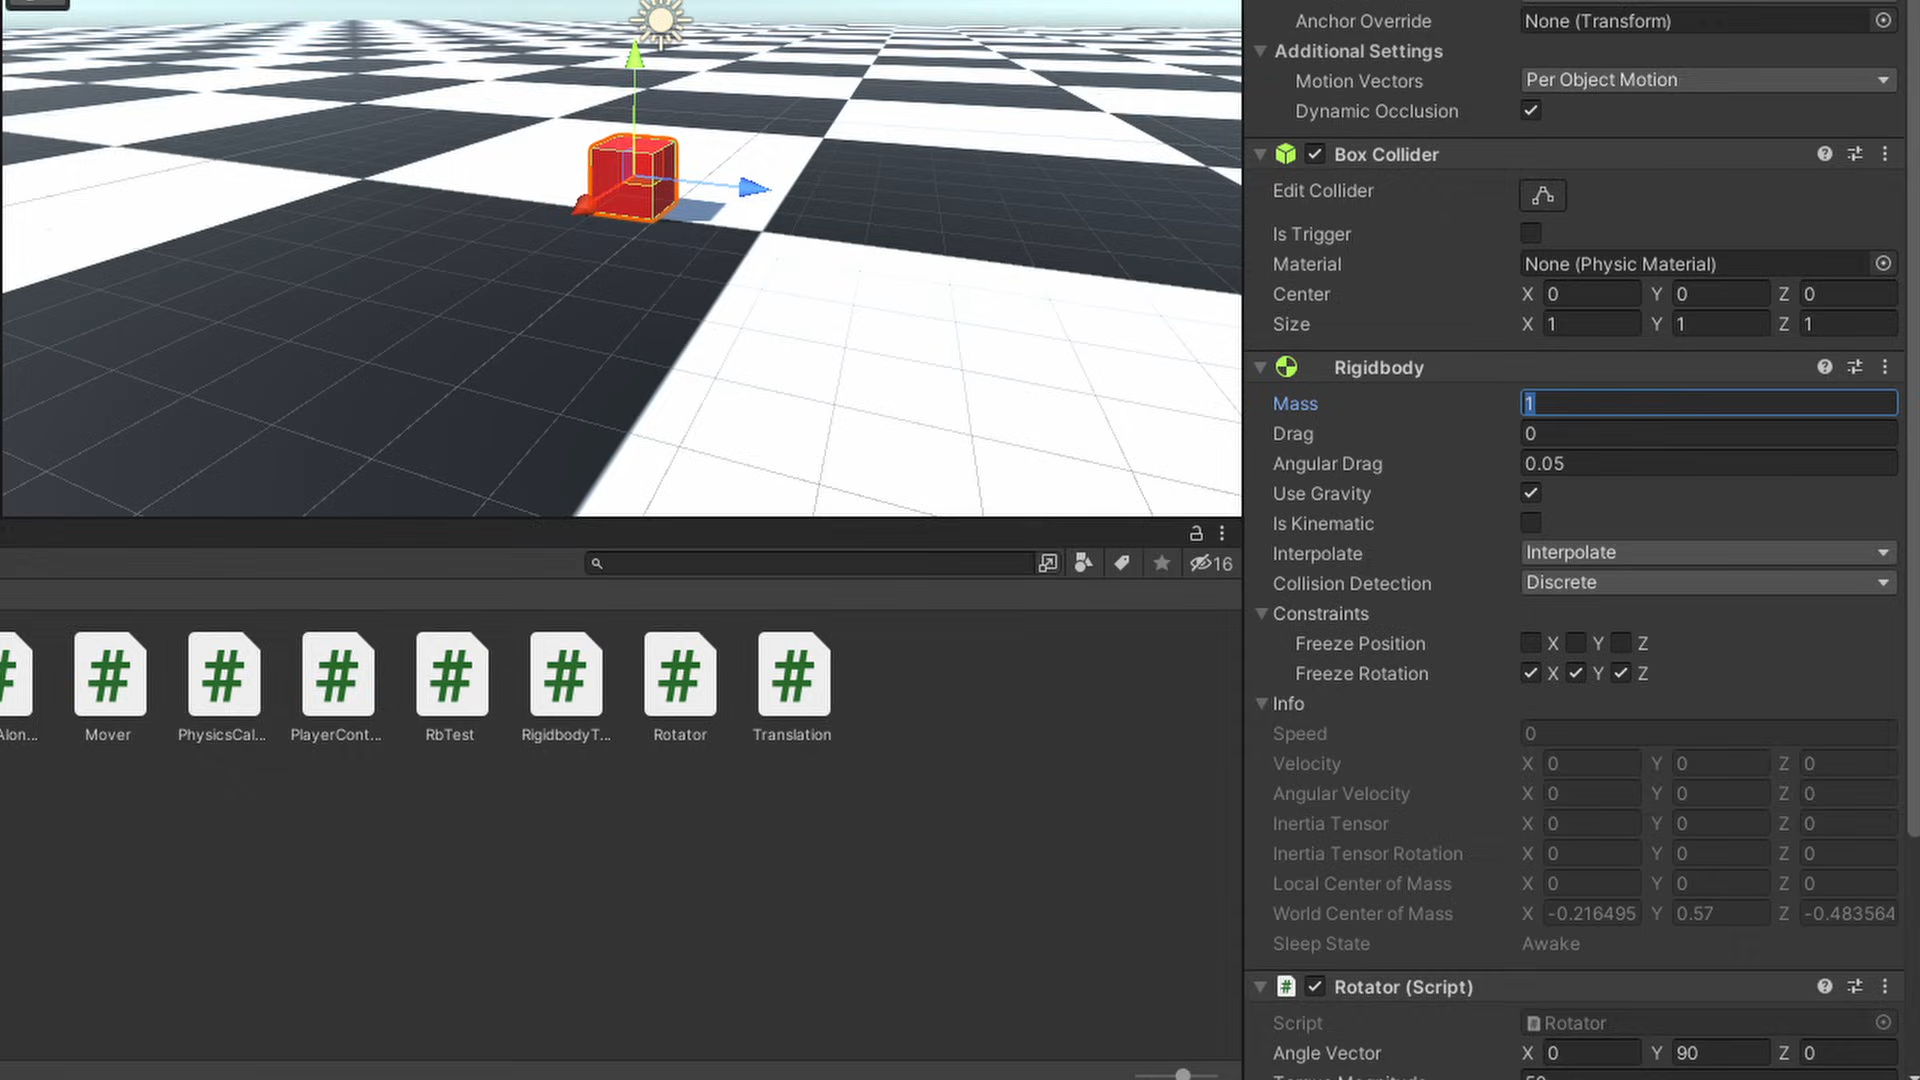 Anchor Override None (Transform)
Additional Settings
Motion Vectors Per Object Motion
Dynamic Occlusion
Box Collider
Edit Collider
Is Trigger
Material None (Physic Material)
Center X 0 Y 0 Z 0
Size X 1 Y 1 Z 1
Rigidbody
Mass 1
Drag 0
Angular Drag 0.05
Use Gravity
Is Kinematic
Interpolate Interpolate
Collision Detection Discrete
Constraints
Freeze Position X Y Z
Freeze Rotation X Y Z
Info
Speed 0
Velocity X 0 Y 0 Z 0
Angular Velocity X 0 Y 0 Z 0
Inertia Tensor X 0 Y 0 Z 0
Inertia Tensor Rotation X 0 Y 0 Z 0
Local Center of Mass X 0 Y 0 Z 0
World Center of Mass X -0.216495 Y 0.57 Z -0.483564
Sleep State Awake
# Rotator (Script)
Script Rotator
Angle Vector X 0 Y 90 Z 0
16
# # # # # # # #
Alon... Mover PhysicsCal... PlayerCont... RbTest RigidbodyT... Rotator Translation